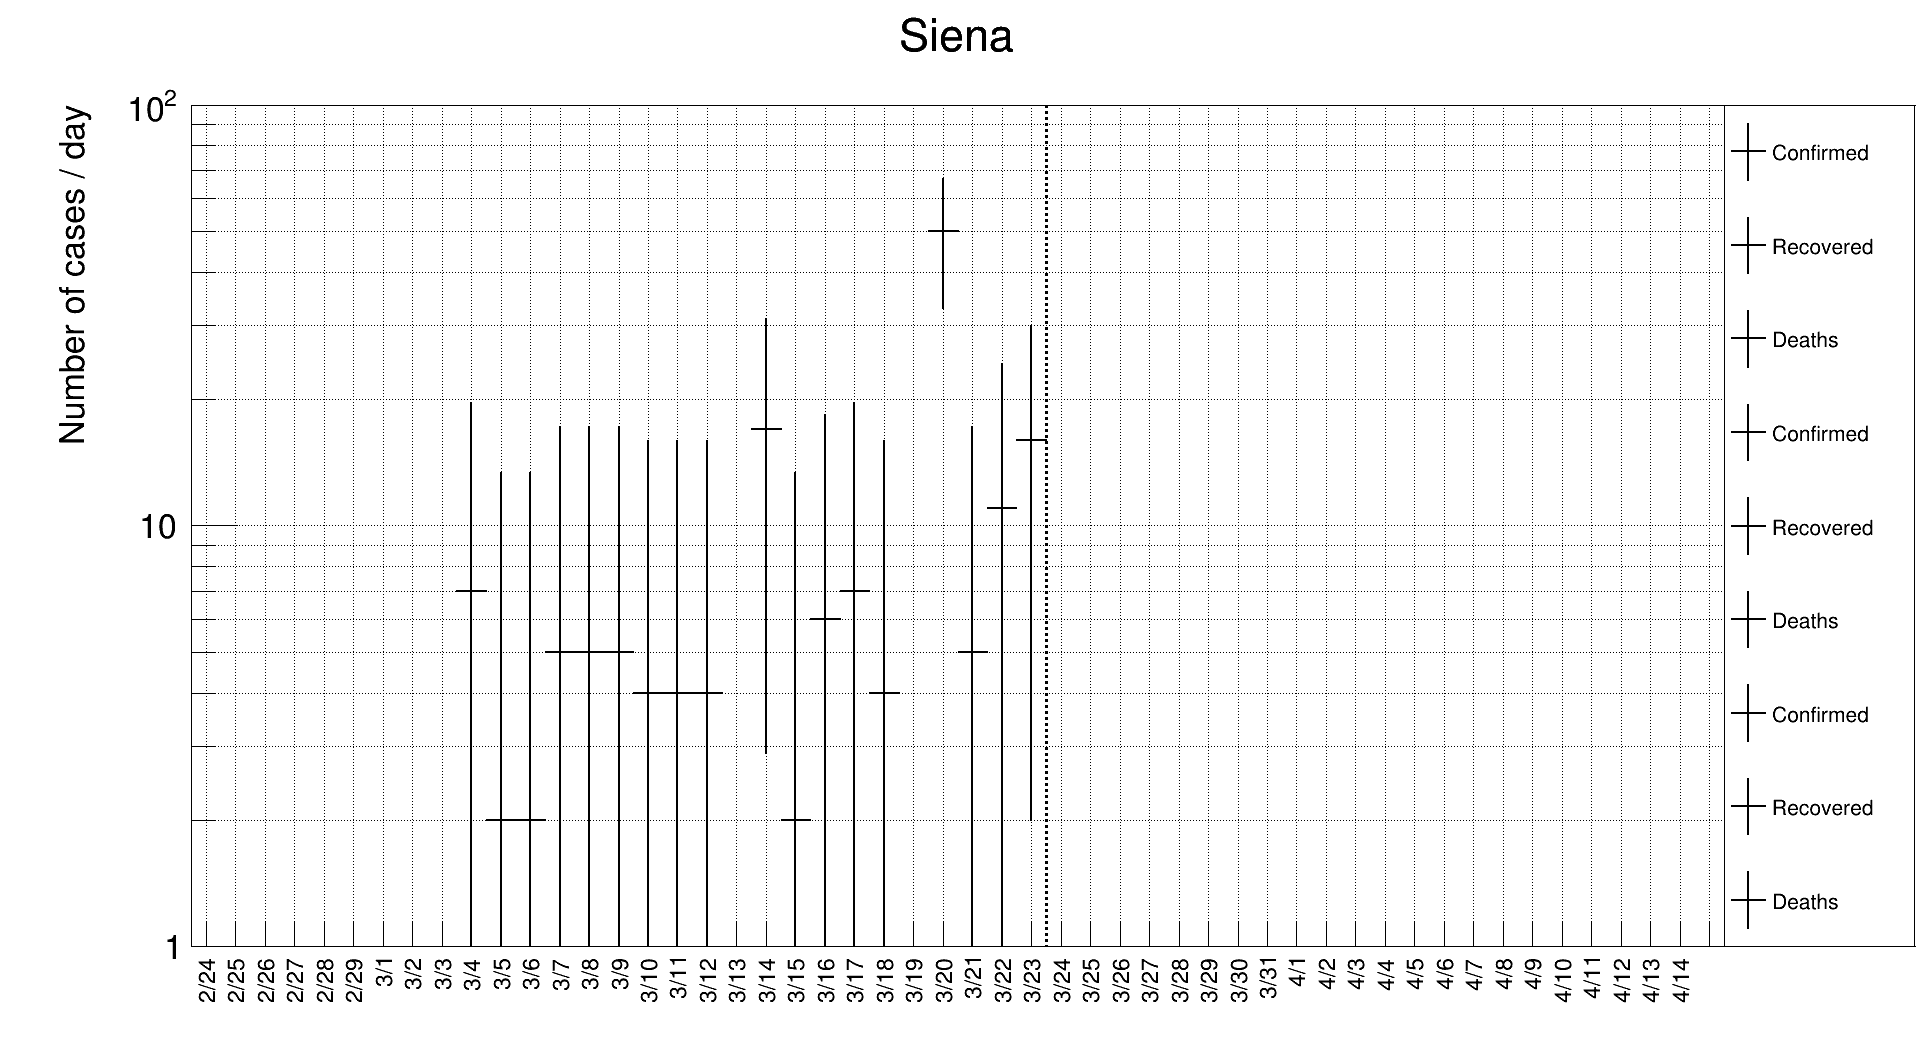 Siena
Number of cases / day
10²
10
1
2/24 2/25 2/26 2/27 2/28 2/29 3/1 3/2 3/3 3/4 3/5 3/6 3/7 3/8 3/9 3/10 3/11 3/12 3/13 3/14 3/15 3/16 3/17 3/18 3/19 3/20 3/21 3/22 3/23 3/24 3/25 3/26 3/27 3/28 3/29 3/30 3/31 4/1 4/2 4/3 4/4 4/5 4/6 4/7 4/8 4/9 4/10 4/11 4/12 4/13 4/14
Confirmed
Recovered
Deaths
Confirmed
Recovered
Deaths
Confirmed
Recovered
Deaths